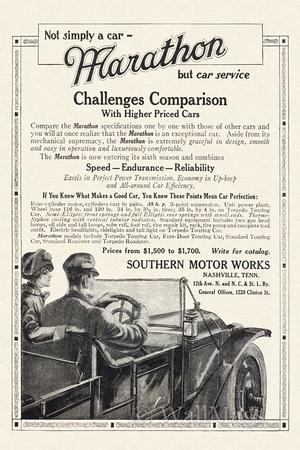 Not simply a car—
Marathon
but car service
Challenges Comparison
With Higher Priced Cars
Compare the Marathon specifications one by one with those of other cars and
you will at once realize that the Marathon is an exceptional car. Aside from its
mechanical supremacy, the Marathon is extremely graceful in design, smooth
and easy in operation and luxuriously comfortable.
The Marathon is now entering its sixth season and combines
Speed—Endurance—Reliability
Excels in Perfect Power Transmission, Economy in Up-keep
and All-around Car Efficiency.
If You Know What Makes a Good Car, You Knows These Points Mean Car Perfection:
Four-cylinder motor, cylinders cast in pairs. 35 h. p. 3-point suspension. Unit power plant.
Wheel base 116 in. and 120 in. 34 in. by 3½ in. tires; 36 in. by 4 in. on Torpedo Touring
Car. Semi-Elliptic front springs and full Elliptic rear springs with scroll ends. Thermo-
Syphon cooling with vertical tubular radiator. Standard equipment includes two gas head
lamps, oil side and tail lamps, robe rail, foot rail, tire repair kit, jack, tire pump and complete tool
outfit. Electric headlights, sidelights and tail light on Torpedo Touring Car.
Marathon models include Torpedo Touring Car, Fore-Door Touring Car, Standard Touring
Car, Standard Roadster and Torpedo Roadster.
Prices from $1,500 to $1,700. Write for catalog.
SOUTHERN MOTOR WORKS
NASHVILLE, TENN.
12th Ave. N. and N. C. & St. L. Ry.
General Offices, 1220 Clinton St.